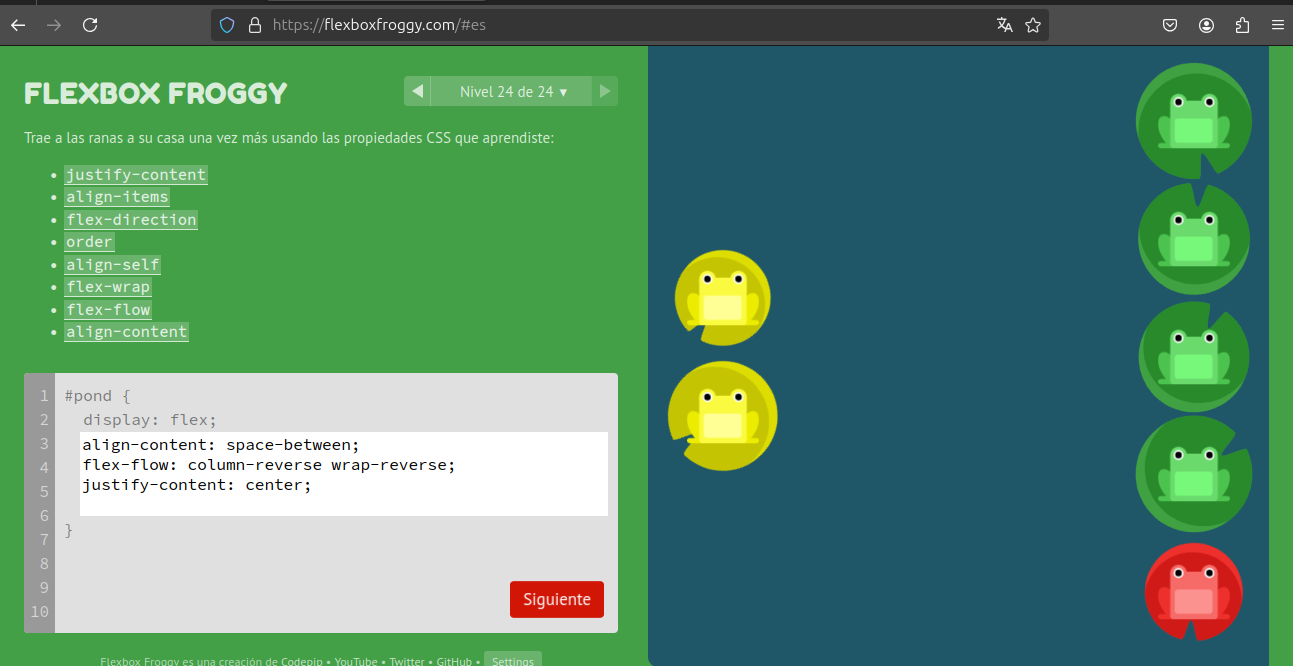 https://flexboxfroggy.com/#es
FLEXBOX FROGGY
◀ Nivel 24 de 24 ▾ ▶
Trae a las ranas a su casa una vez más usando las propiedades CSS que aprendiste:
• justify-content
• align-items
• flex-direction
• order
• align-self
• flex-wrap
• flex-flow
• align-content
1 #pond {
2 display: flex;
3 align-content: space-between;
4 flex-flow: column-reverse wrap-reverse;
5 justify-content: center;
6
7 }
8
9
10
Siguiente
Flexbox Froggy es una creación de Codepip • YouTube • Twitter • GitHub • Settings